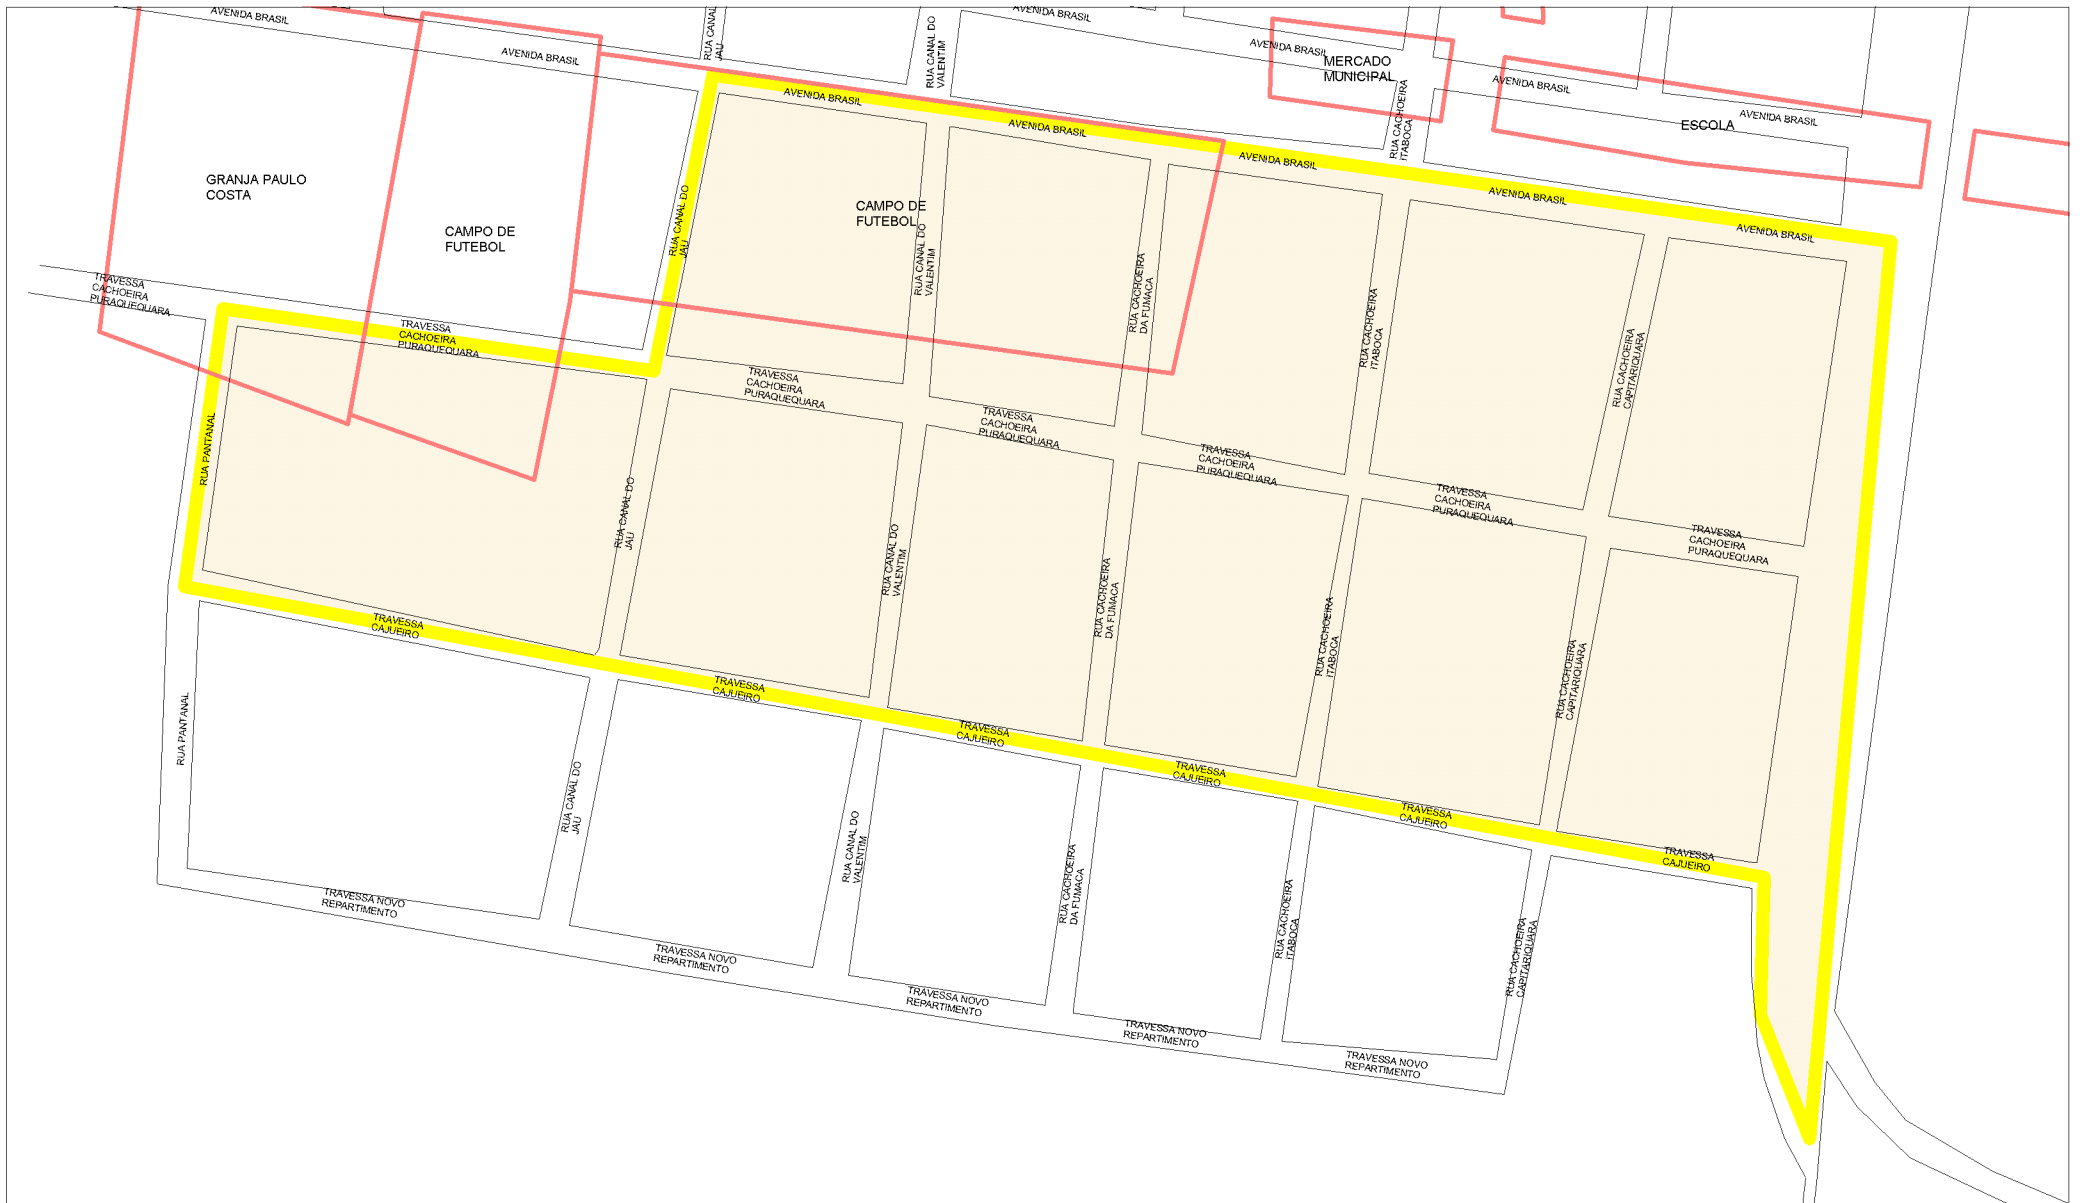 AVENIDA BRASIL
AVENIDA BRASIL
RUA CANAL DO
JAU
RUA CANAL DO
VALENTIM
AVENIDA BRASIL
AVENIDA BRASIL
MERCADO
MUNICIPAL
RUA CACHOEIRA
ITABOCA
AVENIDA BRASIL
ESCOLA
AVENIDA BRASIL
AVENIDA BRASIL
AVENIDA BRASIL
AVENIDA BRASIL
AVENIDA BRASIL
AVENIDA BRASIL
GRANJA PAULO
COSTA
CAMPO DE
FUTEBOL
RUA CANAL DO
JAU
CAMPO DE
FUTEBOL
RUA CANAL DO
VALENTIM
RUA CACHOEIRA
DA FUMACA
RUA CACHOEIRA
ITABOCA
RUA CACHOEIRA
CAPITARIQUARA
TRAVESSA
CACHOEIRA
PURAQUEQUARA
TRAVESSA
CACHOEIRA
PURAQUEQUARA
TRAVESSA
CACHOEIRA
PURAQUEQUARA
TRAVESSA
CACHOEIRA
PURAQUEQUARA
TRAVESSA
CACHOEIRA
PURAQUEQUARA
TRAVESSA
CACHOEIRA
PURAQUEQUARA
TRAVESSA
CACHOEIRA
PURAQUEQUARA
RUA PANTANAL
RUA CANAL DO
JAU
RUA CANAL DO
VALENTIM
RUA CACHOEIRA
DA FUMACA
RUA CACHOEIRA
ITABOCA
RUA CACHOEIRA
CAPITARIQUARA
TRAVESSA
CAJUEIRO
TRAVESSA
CAJUEIRO
TRAVESSA
CAJUEIRO
TRAVESSA
CAJUEIRO
TRAVESSA
CAJUEIRO
TRAVESSA
CAJUEIRO
RUA PANTANAL
RUA CANAL DO
JAU
RUA CANAL DO
VALENTIM
RUA CACHOEIRA
DA FUMACA
RUA CACHOEIRA
ITABOCA
RUA CACHOEIRA
CAPITARIQUARA
TRAVESSA NOVO
REPARTIMENTO
TRAVESSA NOVO
REPARTIMENTO
TRAVESSA NOVO
REPARTIMENTO
TRAVESSA NOVO
REPARTIMENTO
TRAVESSA NOVO
REPARTIMENTO